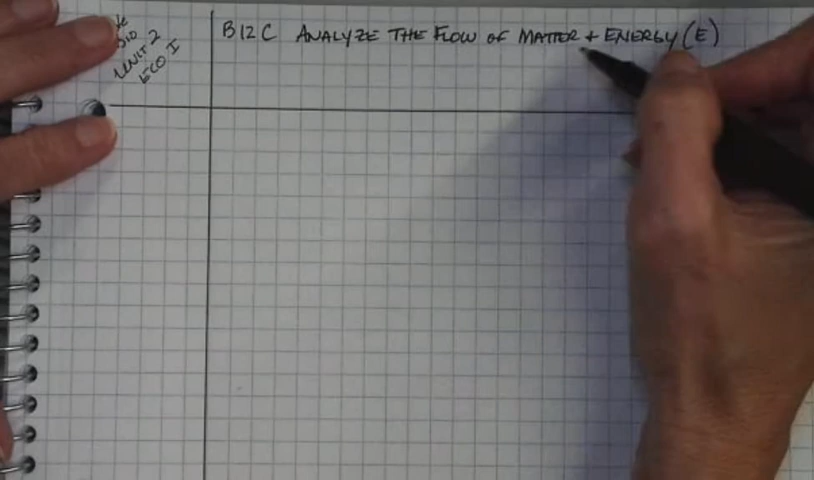 BIO
UNIT 2
ECO I
B12C ANALYZE THE FLOW OF MATTER + ENERGY (E)